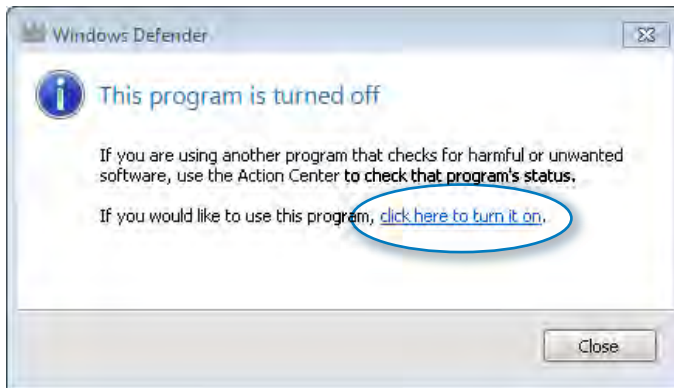 Windows Defender
This program is turned off
If you are using another program that checks for harmful or unwanted
software, use the Action Center to check that program's status.
If you would like to use this program, click here to turn it on.
Close